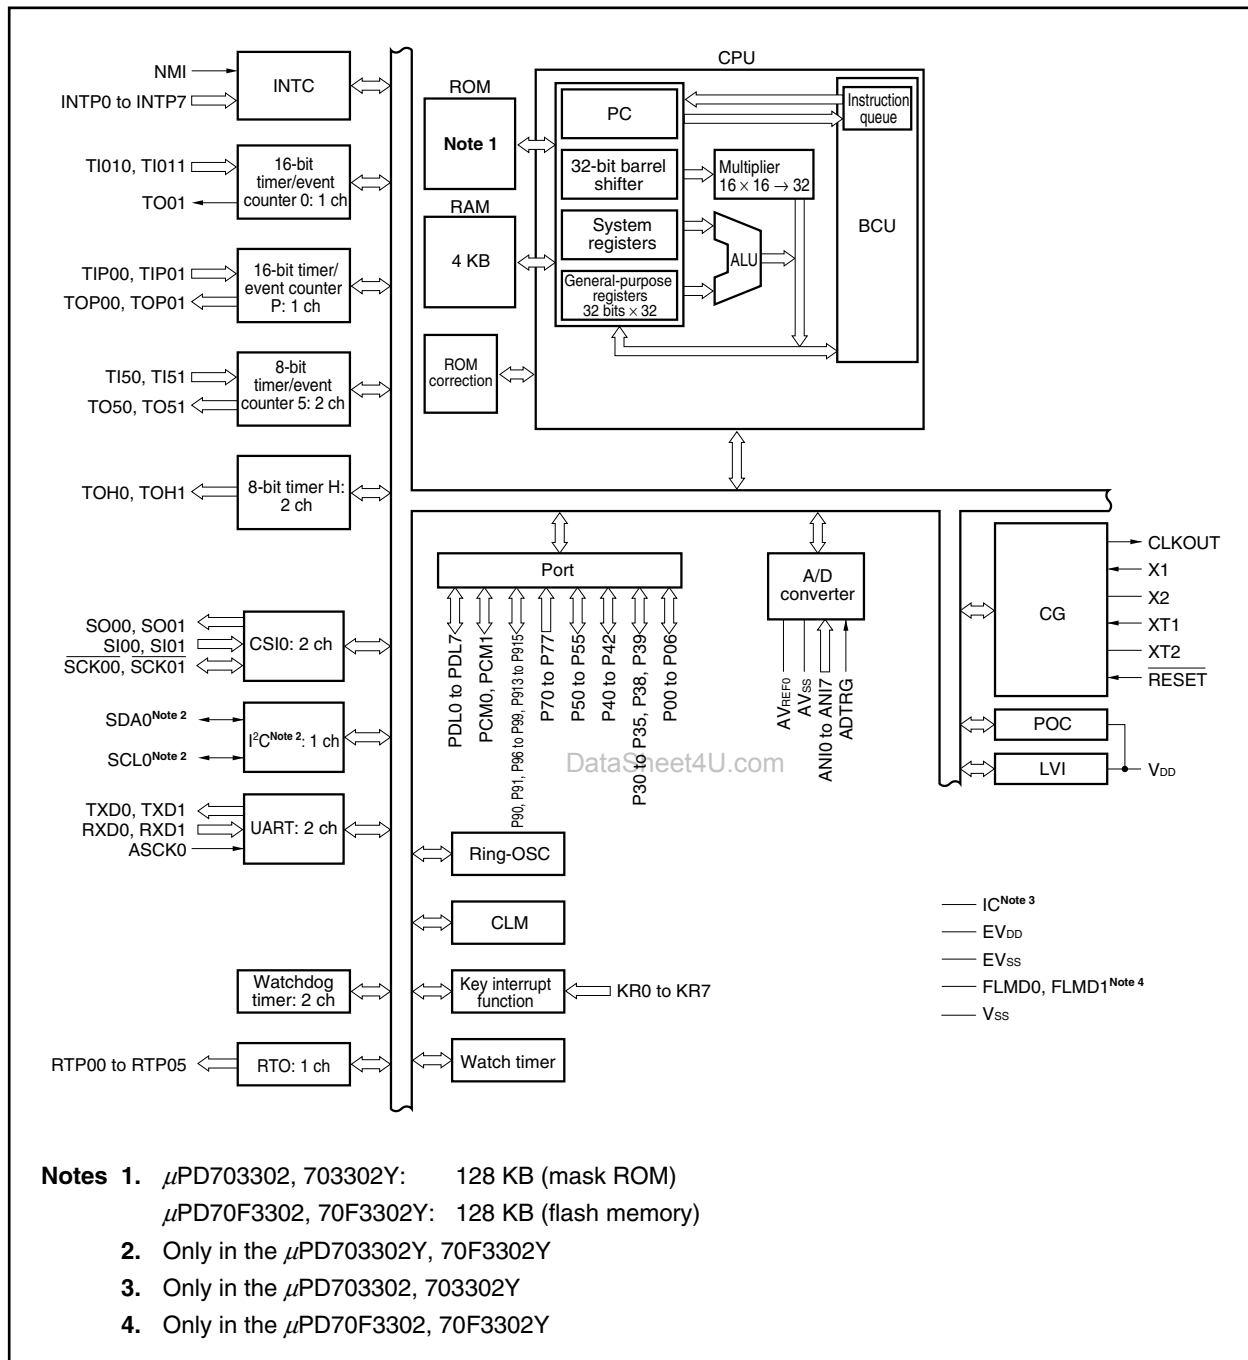 CPU
NMI
INTP0 to INTP7
INTC
TI010, TI011
TO01
16-bit
timer/event
counter 0: 1 ch
TIP00, TIP01
TOP00, TOP01
16-bit timer/
event counter
P: 1 ch
TI50, TI51
TO50, TO51
8-bit
timer/event
counter 5: 2 ch
TOH0, TOH1
8-bit timer H:
2 ch
SO00, SO01
SI00, SI01
SCK00, SCK01
CSI0: 2 ch
SDA0Note 2
SCL0Note 2
I2CNote 2: 1 ch
TXD0, TXD1
RXD0, RXD1
ASCK0
UART: 2 ch
Watchdog
timer: 2 ch
RTP00 to RTP05
RTO: 1 ch
ROM
Note 1
RAM
4 KB
ROM
correction
PC
32-bit barrel
shifter
System
registers
General-purpose
registers
32 bits × 32
Multiplier
16 × 16 → 32
ALU
Instruction
queue
BCU
Port
PDL0 to PDL7
PCM0, PCM1
P90, P91, P96 to P99, P913 to P915
P70 to P77
P50 to P55
P40 to P42
P30 to P35, P38, P39
P00 to P06
A/D
converter
AVREF0
AVSS
ANI0 to ANI7
ADTRG
DataSheet4U.com
CG
CLKOUT
X1
X2
XT1
XT2
RESET
POC
LVI
VDD
Ring-OSC
CLM
Key interrupt
function
KR0 to KR7
Watch timer
ICNote 3
EVDD
EVSS
FLMD0, FLMD1Note 4
VSS
Notes 1. μPD703302, 703302Y: 128 KB (mask ROM)
μPD70F3302, 70F3302Y: 128 KB (flash memory)
2. Only in the μPD703302Y, 70F3302Y
3. Only in the μPD703302, 703302Y
4. Only in the μPD70F3302, 70F3302Y